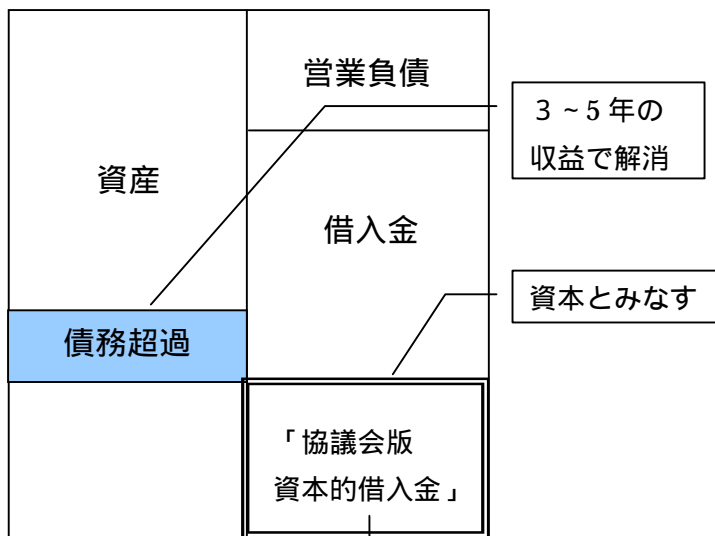 営業負債
３~５年の
収益で解消
資産
借入金
資本とみなす
債務超過
「協議会版
資本的借入金」